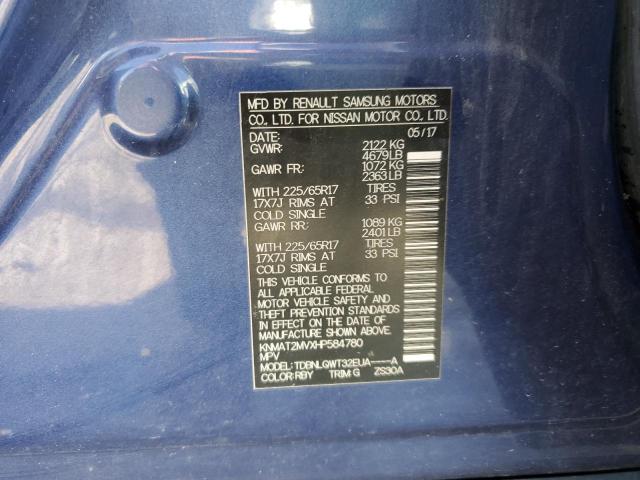 MFD BY RENAULT SAMSUNG MOTORS
CO., LTD. FOR NISSAN MOTOR CO., LTD.
DATE: 05/17
GVWR: 2122 KG
4679 LB
GAWR FR: 1072 KG
2363 LB
WITH 225/65R17 TIRES
17X7J RIMS AT 33 PSI
COLD SINGLE
GAWR RR: 1089 KG
2401 LB
WITH 225/65R17 TIRES
17X7J RIMS AT 33 PSI
COLD SINGLE
THIS VEHICLE CONFORMS TO
ALL APPLICABLE FEDERAL
MOTOR VEHICLE SAFETY AND
THEFT PREVENTION STANDARDS
IN EFFECT ON THE DATE OF
MANUFACTURE SHOWN ABOVE.
KNMAT2MVXHP584780
MPV
MODEL: TDBNLQWT32EUA----A
COLOR: RBY TRIM: G ZS30A